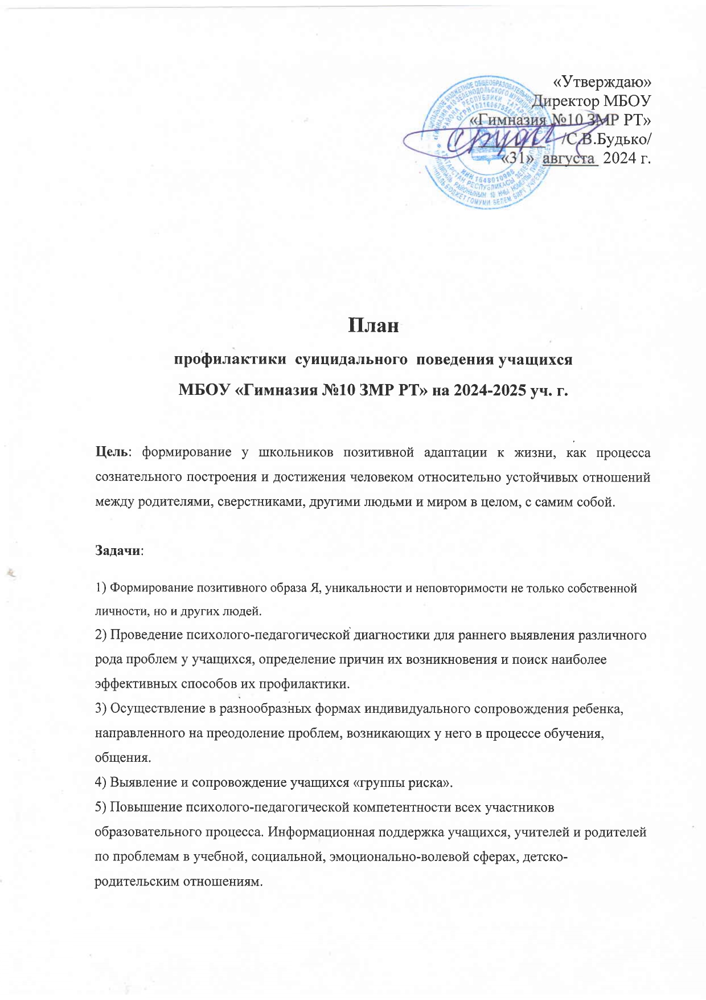 «Утверждаю»
Директор МБОУ
«Гимназия №10 ЗМР РТ»
/С.В.Будько/
«31» августа 2024 г.
ИНН 1648010988
План
профилактики суицидального поведения учащихся
МБОУ «Гимназия №10 ЗМР РТ» на 2024-2025 уч. г.
Цель: формирование у школьников позитивной адаптации к жизни, как процесса
сознательного построения и достижения человеком относительно устойчивых отношений
между родителями, сверстниками, другими людьми и миром в целом, с самим собой.
Задачи:
1) Формирование позитивного образа Я, уникальности и неповторимости не только собственной
личности, но и других людей.
2) Проведение психолого-педагогической диагностики для раннего выявления различного
рода проблем у учащихся, определение причин их возникновения и поиск наиболее
эффективных способов их профилактики.
3) Осуществление в разнообразных формах индивидуального сопровождения ребенка,
направленного на преодоление проблем, возникающих у него в процессе обучения,
общения.
4) Выявление и сопровождение учащихся «группы риска».
5) Повышение психолого-педагогической компетентности всех участников
образовательного процесса. Информационная поддержка учащихся, учителей и родителей
по проблемам в учебной, социальной, эмоционально-волевой сферах, детско-
родительским отношениям.